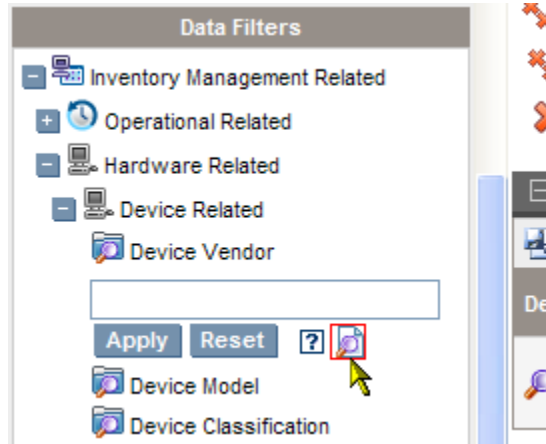 Data Filters
Inventory Management Related
Operational Related
Hardware Related
Device Related
Device Vendor
Apply Reset ?
Device Model
Device Classification
De